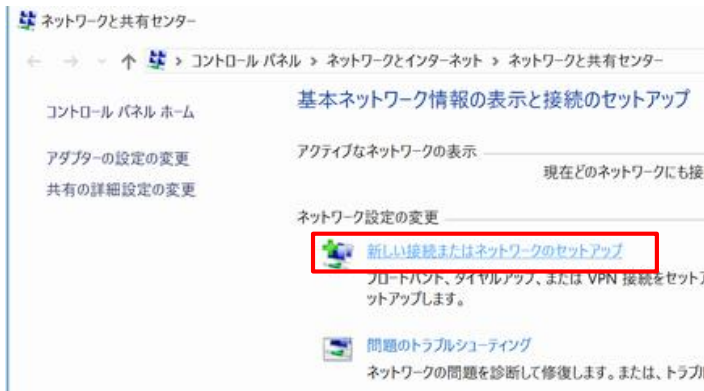 ネットワークと共有センター
コントロール パネル > ネットワークとインターネット > ネットワークと共有センター
コントロール パネル ホーム
アダプターの設定の変更
共有の詳細設定の変更
基本ネットワーク情報の表示と接続のセットアップ
アクティブなネットワークの表示
現在どのネットワークにも接
ネットワーク設定の変更
新しい接続またはネットワークのセットアップ
ブロードバンド、ダイヤルアップ、または VPN 接続をセット
ットアップします。
問題のトラブルシューティング
ネットワークの問題を診断して修復します。または、トラブル